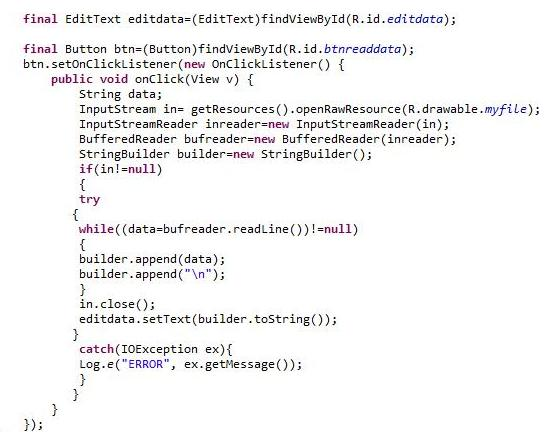 final EditText editdata=(EditText)findViewById(R.id.editdata);
final Button btn=(Button)findViewById(R.id.btnreaddata);
btn.setOnClickListener(new OnClickListener() {
public void onClick(View v) {
String data;
InputStream in= getResources().openRawResource(R.drawable.myfile);
InputStreamReader inreader=new InputStreamReader(in);
BufferedReader bufreader=new BufferedReader(inreader);
StringBuilder builder=new StringBuilder();
if(in!=null)
{
try
{
while((data=bufreader.readLine())!=null)
{
builder.append(data);
builder.append("\n");
}
in.close();
editdata.setText(builder.toString());
}
catch(IOException ex){
Log.e("ERROR", ex.getMessage());
}
}
}
});